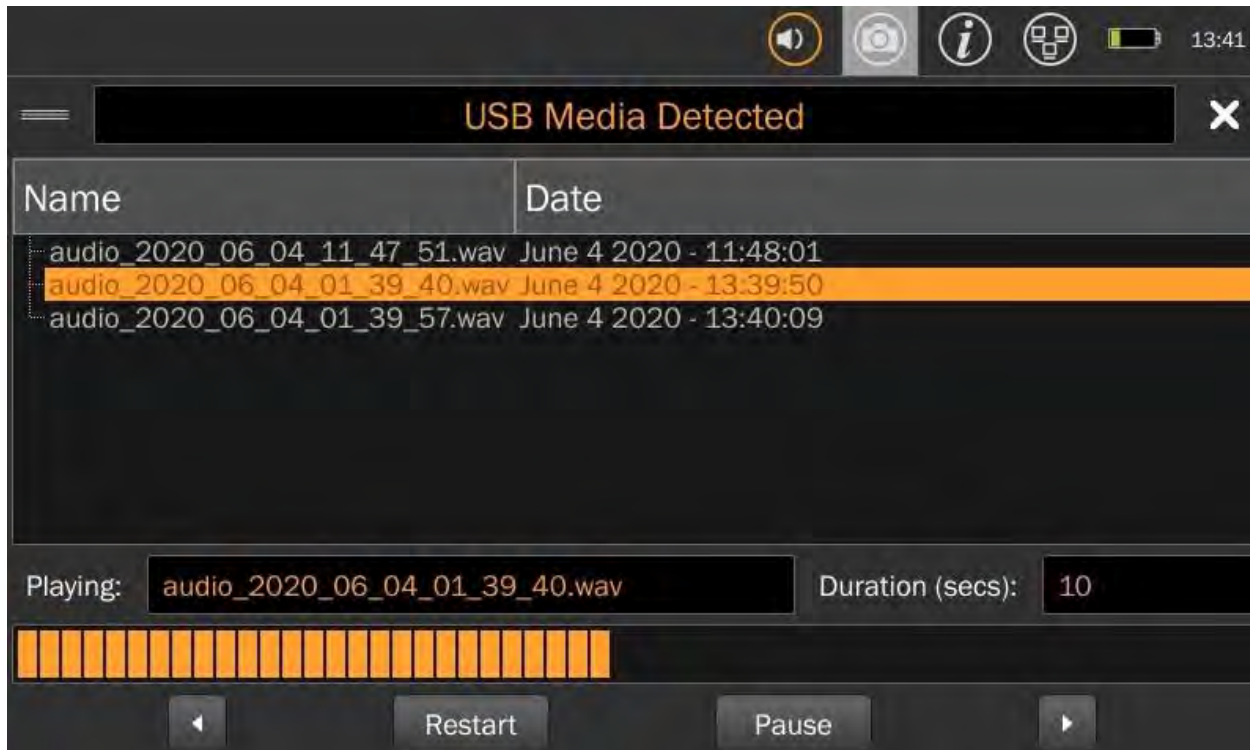 13:41
USB Media Detected
Name Date
audio_2020_06_04_11_47_51.wav June 4 2020 - 11:48:01
audio_2020_06_04_01_39_40.wav June 4 2020 - 13:39:50
audio_2020_06_04_01_39_57.wav June 4 2020 - 13:40:09
Playing: audio_2020_06_04_01_39_40.wav Duration (secs): 10
Restart Pause